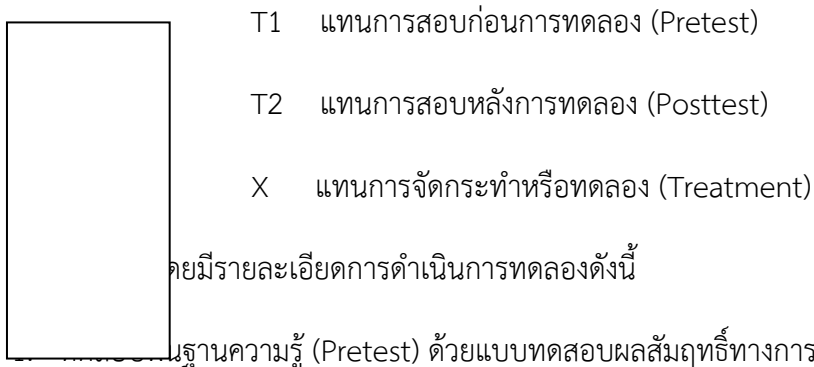 T1 แทนการสอบก่อนการทดลอง (Pretest)
T2 แทนการสอบหลังการทดลอง (Posttest)
X แทนการจัดกระทำหรือทดลอง (Treatment)
ดยมีรายละเอียดการดำเนินการทดลองดังนี้
ฐานความรู้ (Pretest) ด้วยแบบทดสอบผลสัมฤทธิ์ทางการ